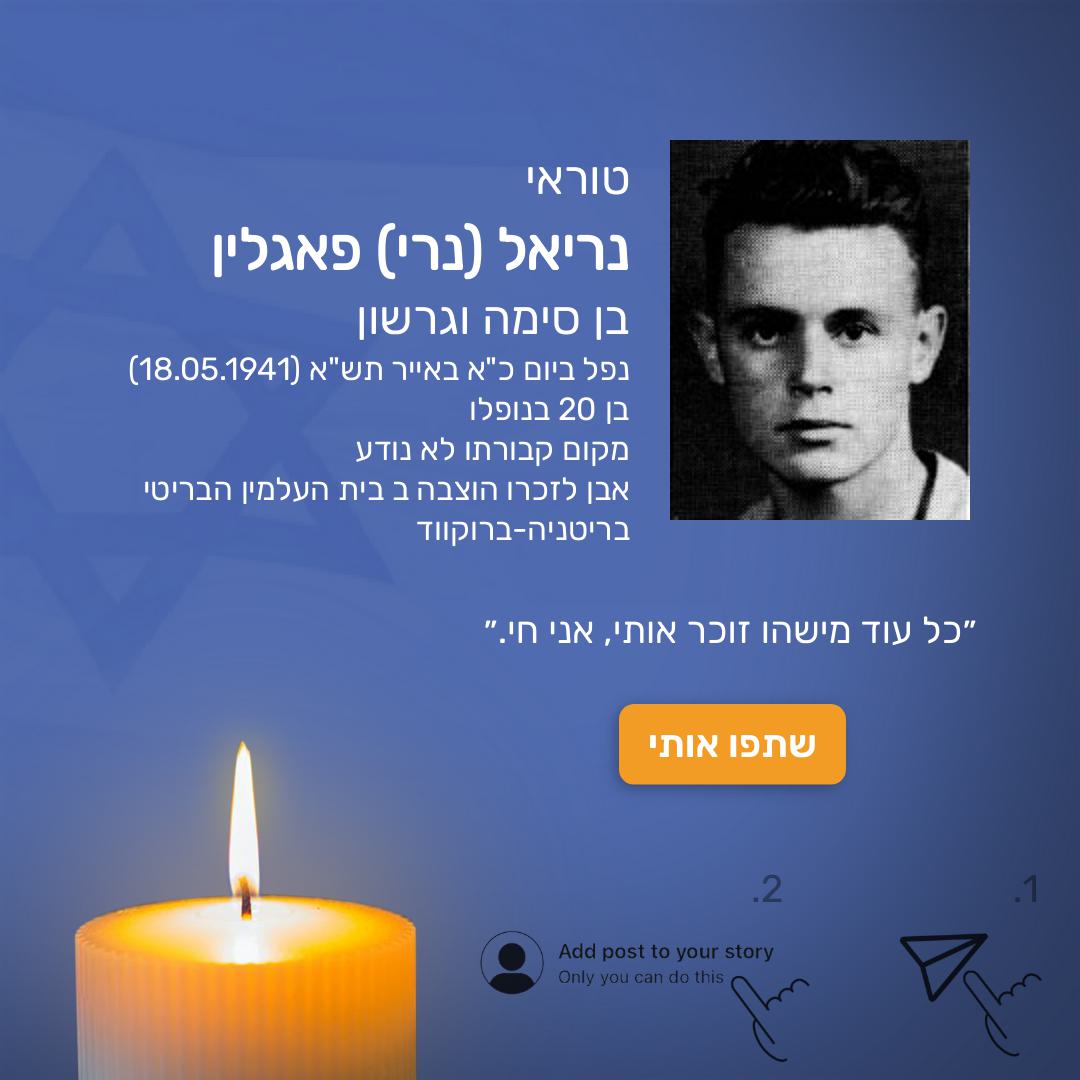 טוראי
נריאל (נרי) פאגלין
בן סימה וגרשון
נפל ביום כ"א באייר תש"א (18.05.1941)
בן 20 בנופלו
מקום קבורתו לא נודע
אבן לזכרו הוצבה ב בית העלמין הבריטי
בריטניה-ברוקווד
״כל עוד מישהו זוכר אותי, אני חי.״
שתפו אותי
1.
2.
Add post to your story
Only you can do this